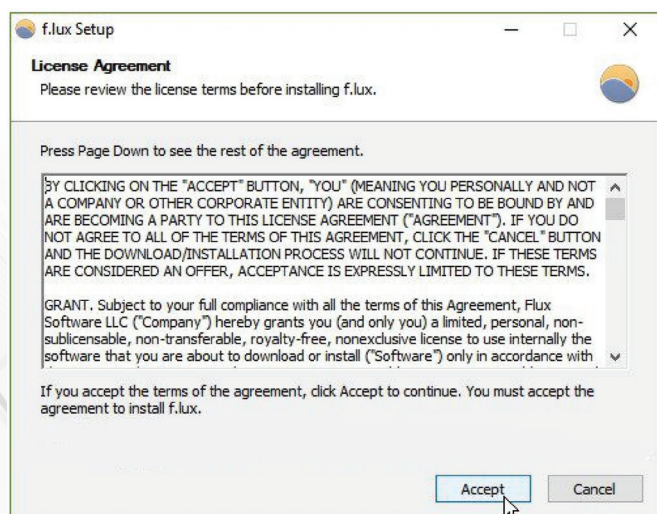 f.lux Setup
License Agreement
Please review the license terms before installing f.lux.
Press Page Down to see the rest of the agreement.
BY CLICKING ON THE "ACCEPT" BUTTON, "YOU" (MEANING YOU PERSONALLY AND NOT
A COMPANY OR OTHER CORPORATE ENTITY) ARE CONSENTING TO BE BOUND BY AND
ARE BECOMING A PARTY TO THIS LICENSE AGREEMENT ("AGREEMENT"). IF YOU DO
NOT AGREE TO ALL OF THE TERMS OF THIS AGREEMENT, CLICK THE "CANCEL" BUTTON
AND THE DOWNLOAD/INSTALLATION PROCESS WILL NOT CONTINUE. IF THESE TERMS
ARE CONSIDERED AN OFFER, ACCEPTANCE IS EXPRESSLY LIMITED TO THESE TERMS.
GRANT. Subject to your full compliance with all the terms of this Agreement, Flux
Software LLC ("Company") hereby grants you (and only you) a limited, personal, non-
sublicensable, non-transferable, royalty-free, nonexclusive license to use internally the
software that you are about to download or install ("Software") only in accordance with
If you accept the terms of the agreement, click Accept to continue. You must accept the
agreement to install f.lux.
Accept
Cancel